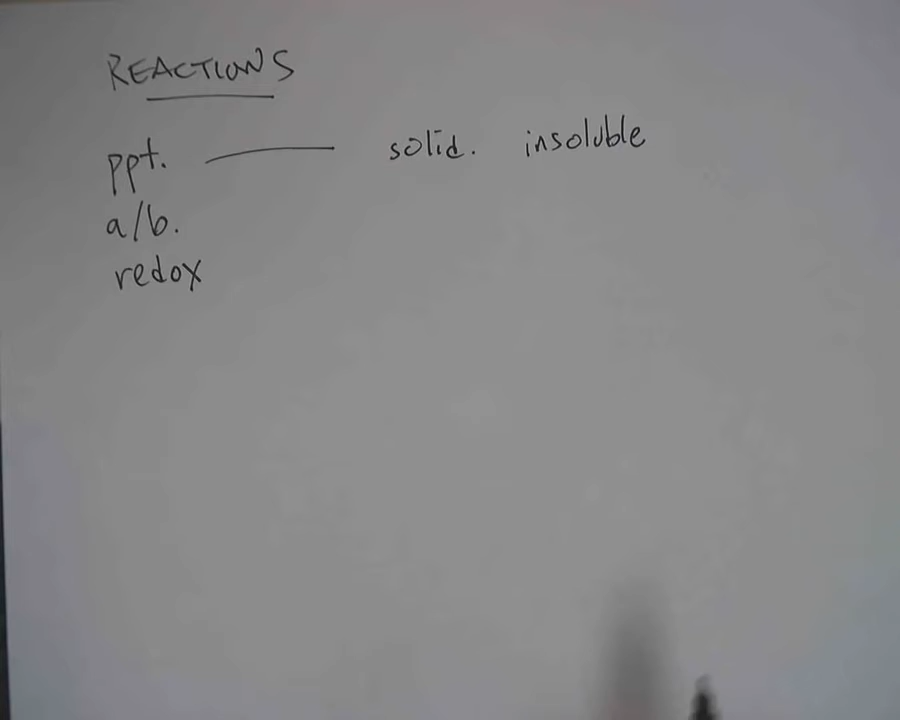 REACTIONS
ppt. —— solid. insoluble
a/b.
redox